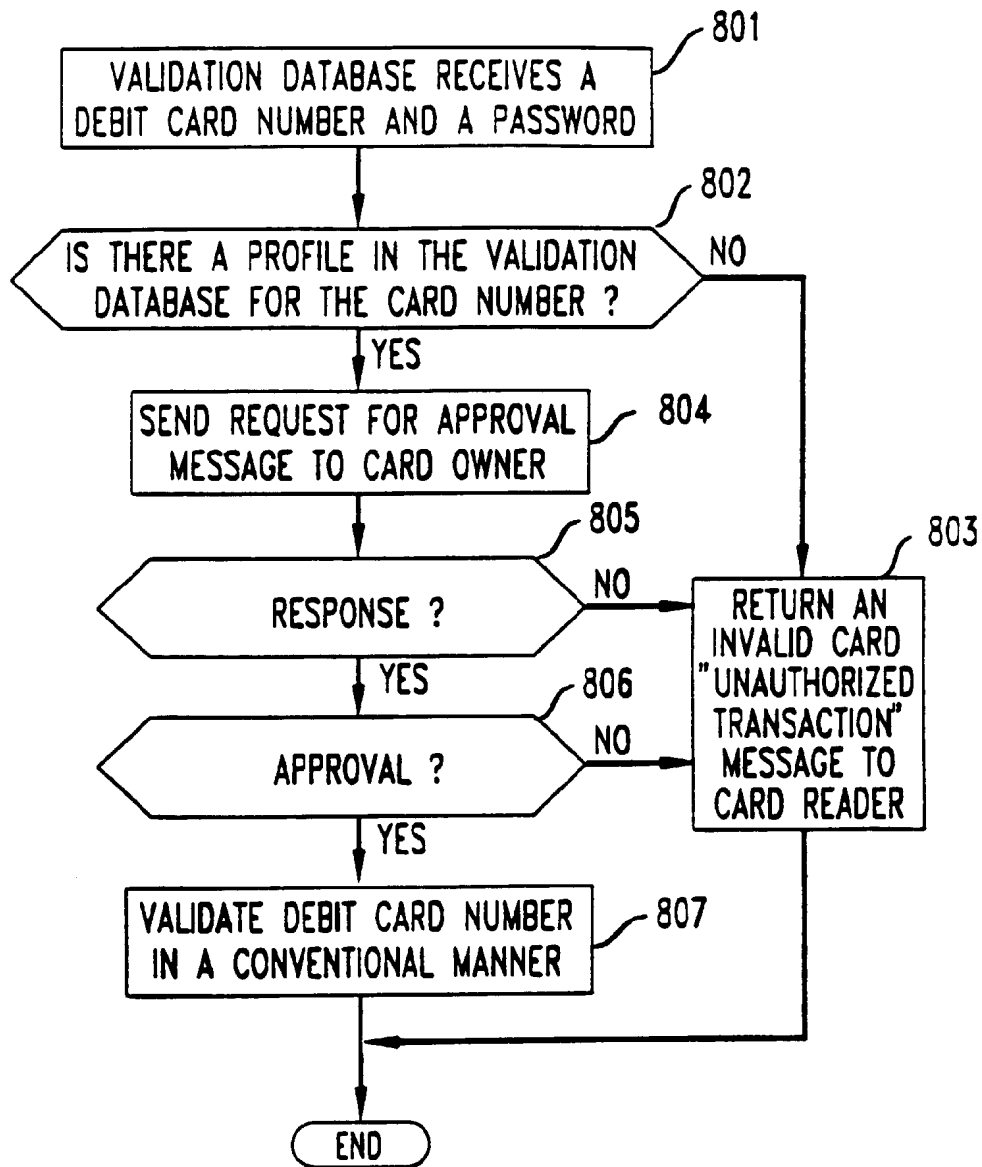 801
VALIDATION DATABASE RECEIVES A
DEBIT CARD NUMBER AND A PASSWORD
802
IS THERE A PROFILE IN THE VALIDATION
DATABASE FOR THE CARD NUMBER ?
NO
YES
SEND REQUEST FOR APPROVAL
MESSAGE TO CARD OWNER
804
805
RESPONSE ?
NO
YES
803
RETURN AN
INVALID CARD
"UNAUTHORIZED
TRANSACTION"
MESSAGE TO
CARD READER
806
APPROVAL ?
NO
YES
VALIDATE DEBIT CARD NUMBER
IN A CONVENTIONAL MANNER
807
END